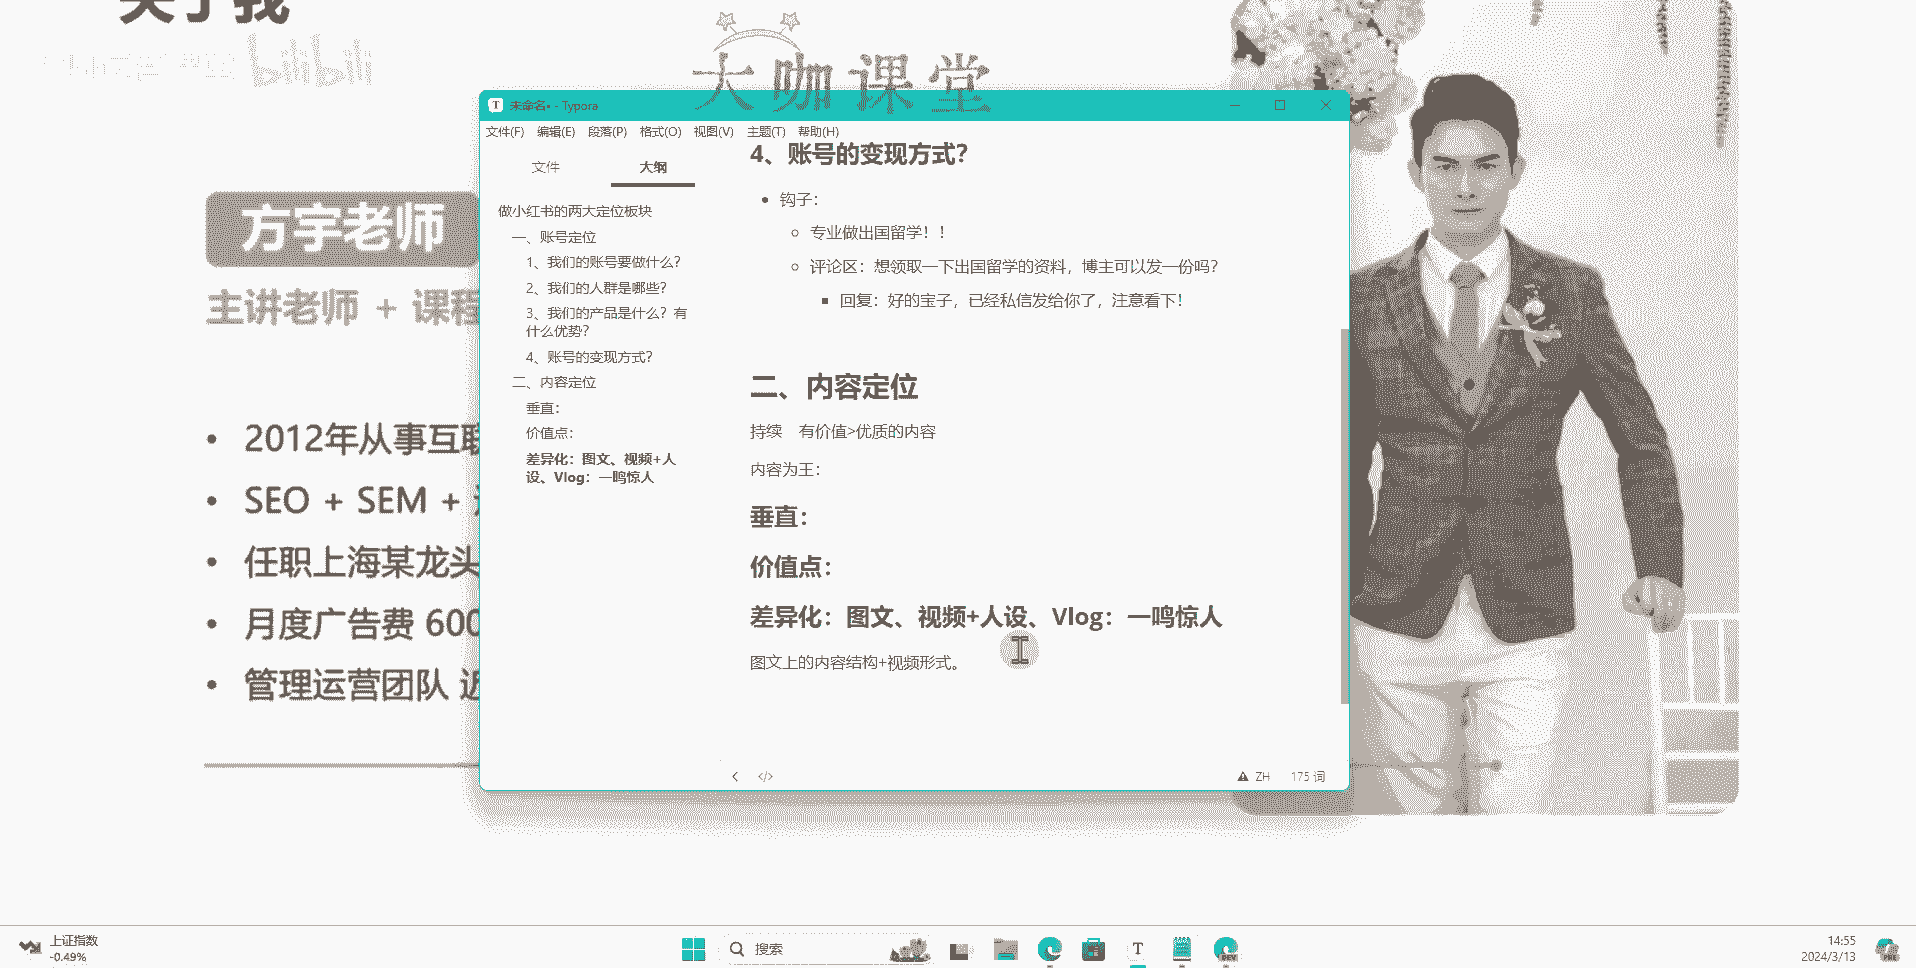 关于我
bilibili
大咖课堂
方宇老师
主讲老师 + 课程
2012年从事互联
SEO + SEM +
任职上海某龙头
月度广告费 600
管理运营团队 近
未命名• - Typora
文件(F) 编辑(E) 段落(P) 格式(O) 视图(V) 主题(T) 帮助(H)
文件 大纲
做小红书的两大定位板块
一、账号定位
1、我们的账号要做什么？
2、我们的人群是哪些？
3、我们的产品是什么？有
什么优势？
4、账号的变现方式？
二、内容定位
垂直：
价值点：
差异化：图文、视频+人
设、Vlog：一鸣惊人
4、账号的变现方式？
钩子：
专业做出国留学！！
评论区：想领取一下出国留学的资料，博主可以发一份吗？
回复：好的宝子，已经私信发给你了，注意看下！
二、内容定位
持续 有价值>优质的内容
内容为王：
垂直：
价值点：
差异化：图文、视频+人设、Vlog：一鸣惊人
图文上的内容结构+视频形式。
ZH 175 词
上证指数
-0.49%
搜索
T
DEV
14:55
2024/3/13
PRE